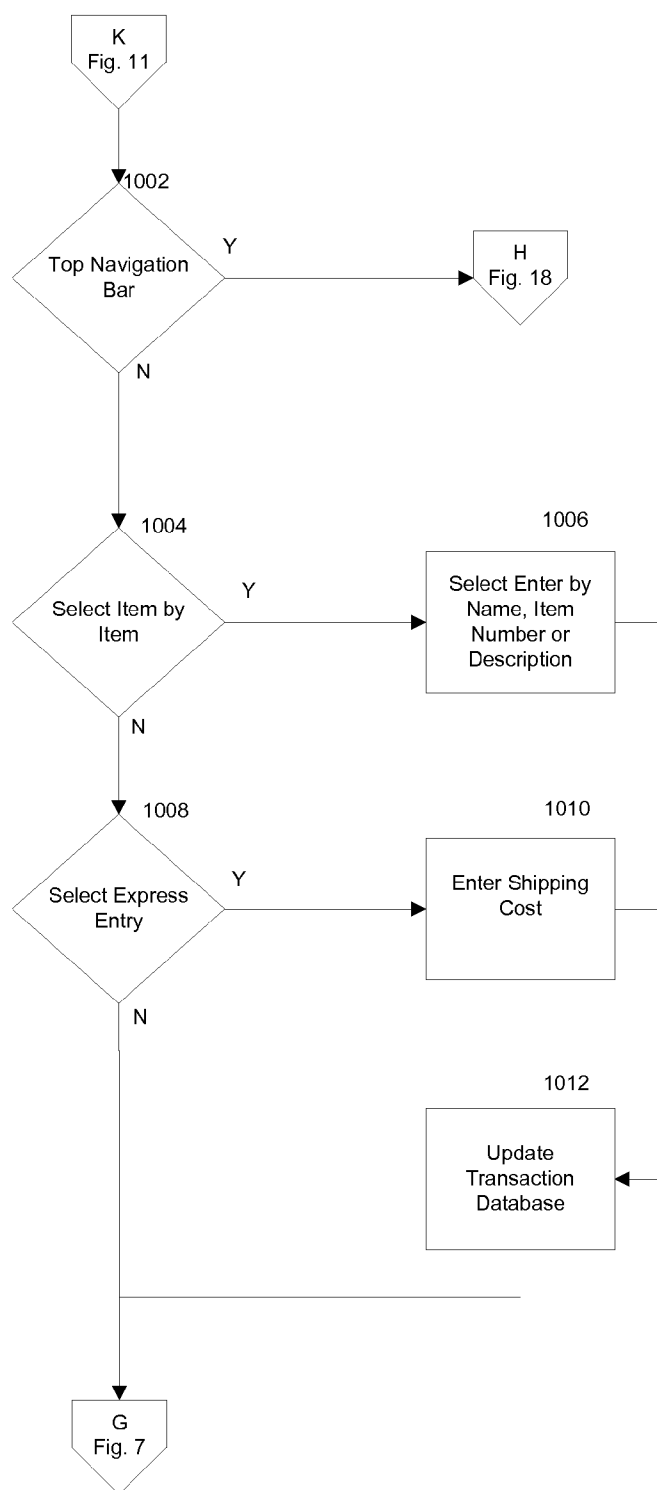 K
Fig. 11
1002
Top Navigation
Bar
Y
H
Fig. 18
N
1004
Select Item by
Item
Y
1006
Select Enter by
Name, Item
Number or
Description
N
1008
Select Express
Entry
Y
1010
Enter Shipping
Cost
N
1012
Update
Transaction
Database
G
Fig. 7